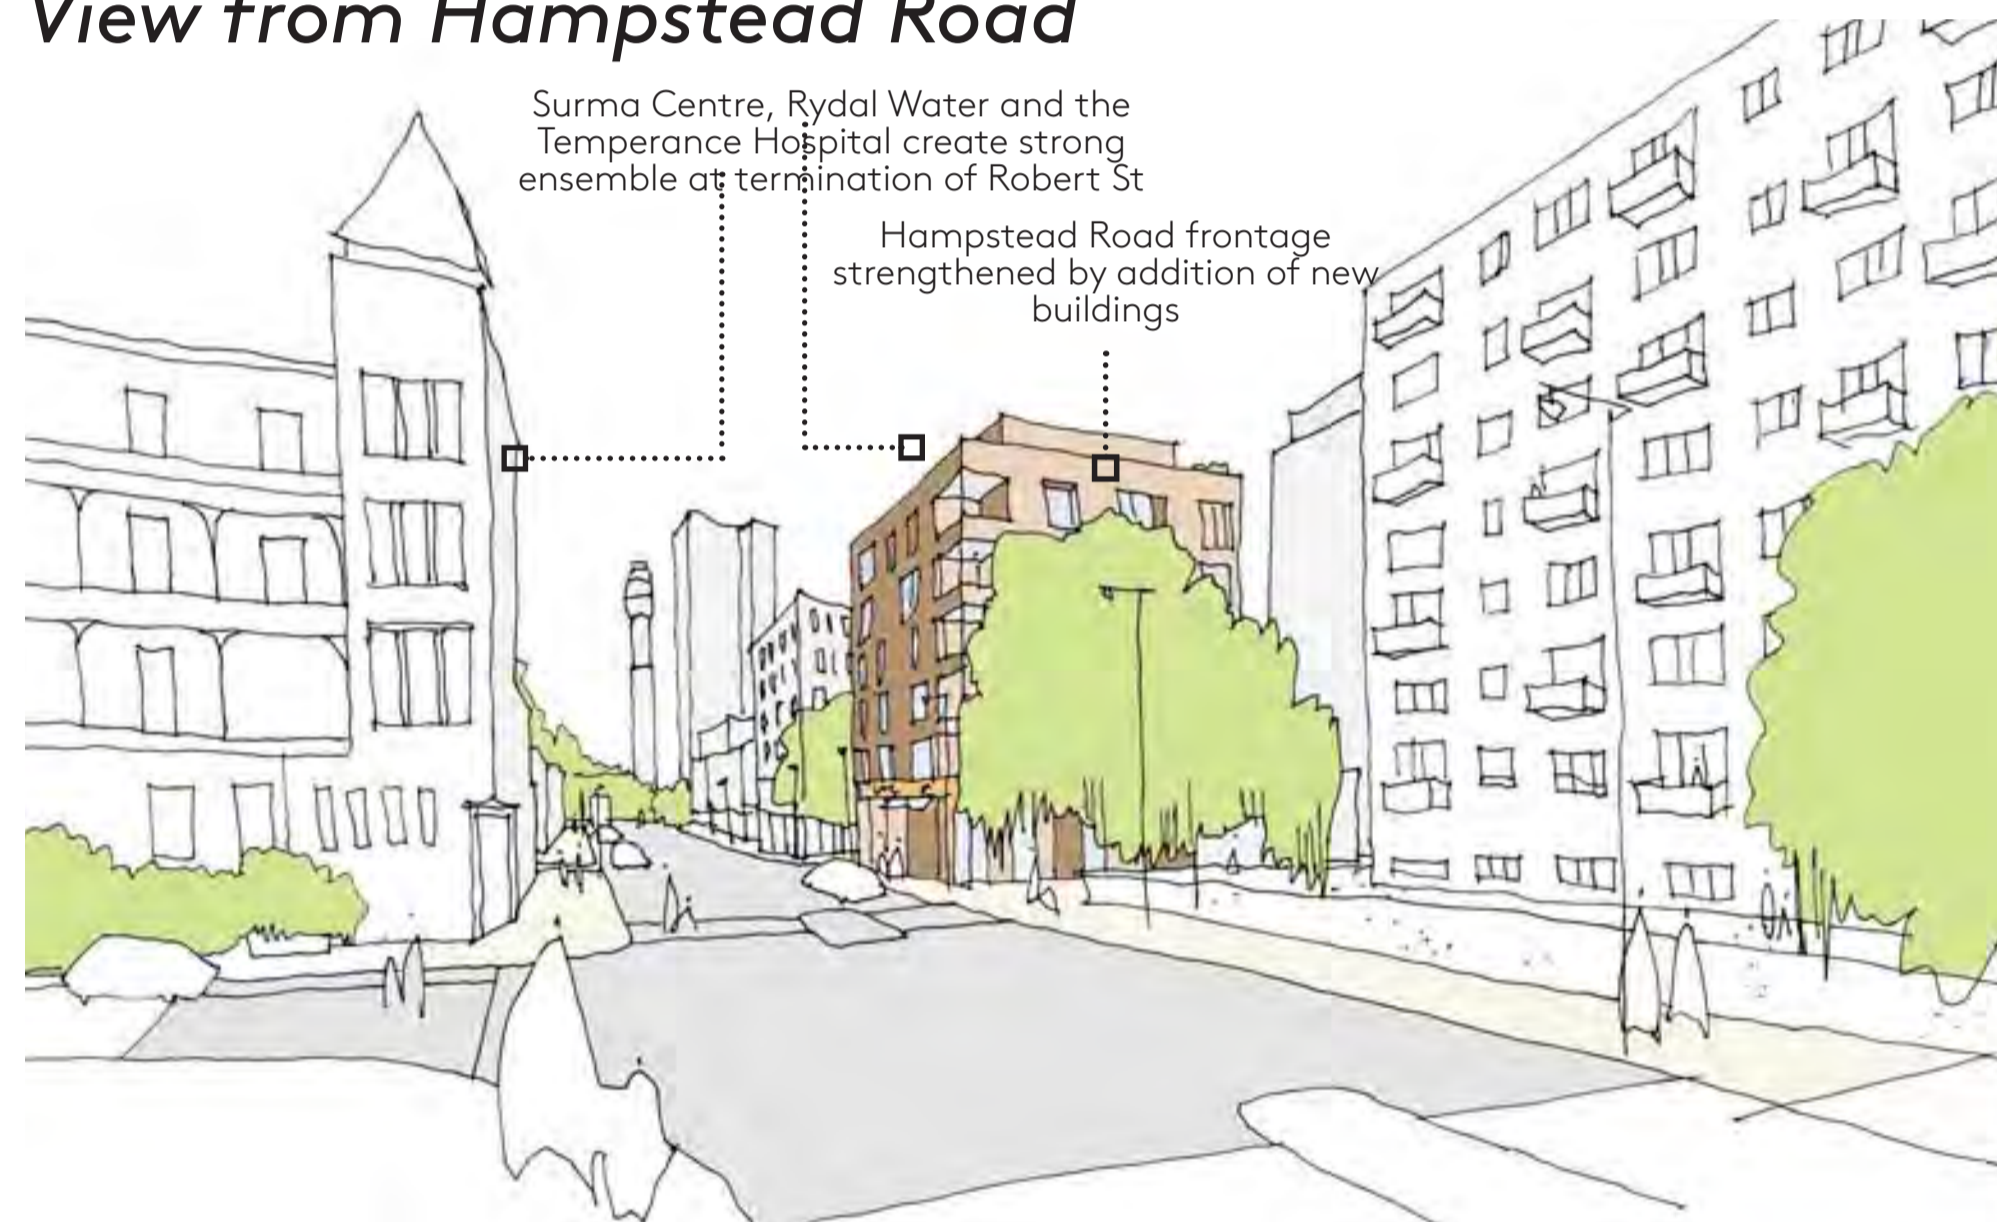 View from Hampstead Road
Surma Centre, Rydal Water and the
Temperance Hospital create strong
ensemble at termination of Robert St
Hampstead Road frontage
strengthened by addition of new
buildings